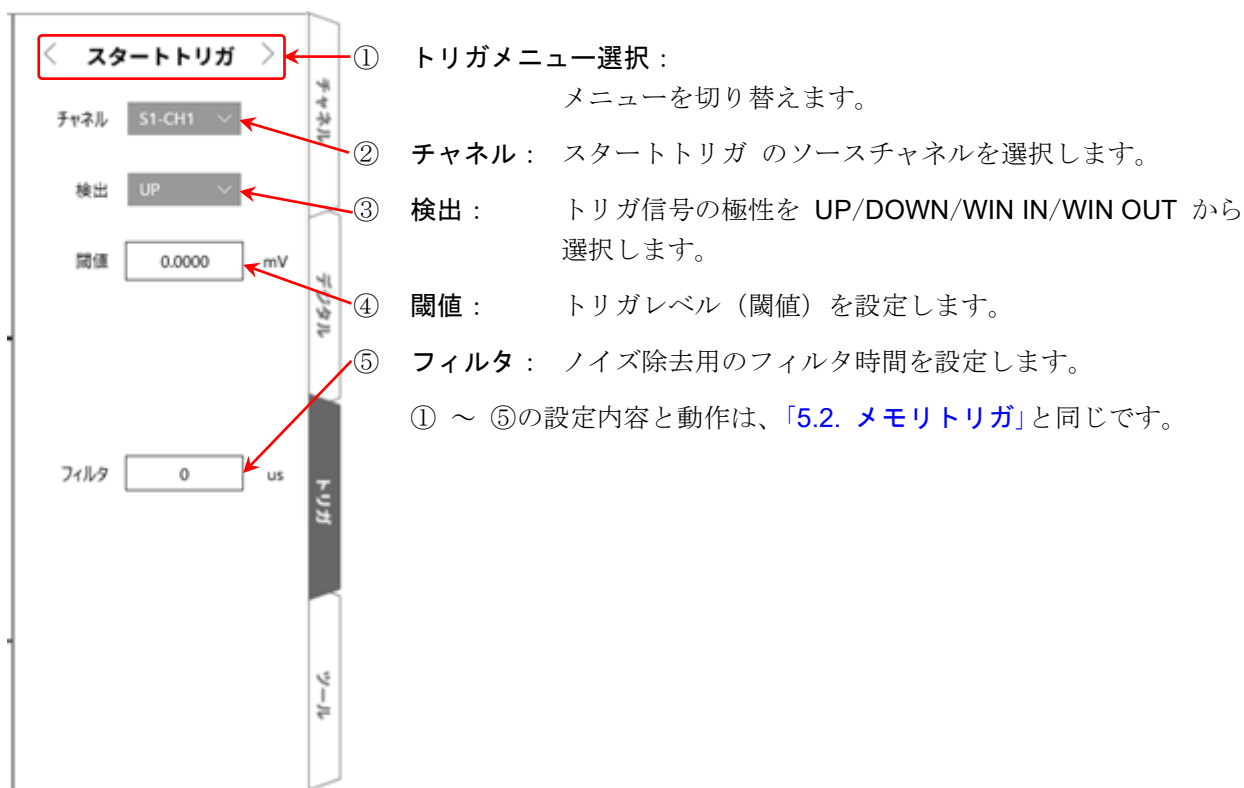 < スタートトリガ >
チャネル S1-CH1
検出 UP
閾値 0.0000 mV
フィルタ 0 us
チャネル
デジタル
トリガ
ツール
① トリガメニュー選択：
メニューを切り替えます。
② チャネル： スタートトリガ のソースチャネルを選択します。
③ 検出： トリガ信号の極性を UP/DOWN/WIN IN/WIN OUT から
選択します。
④ 閾値： トリガレベル（閾値）を設定します。
⑤ フィルタ： ノイズ除去用のフィルタ時間を設定します。
① ～ ⑤の設定内容と動作は、「5.2. メモリトリガ」と同じです。